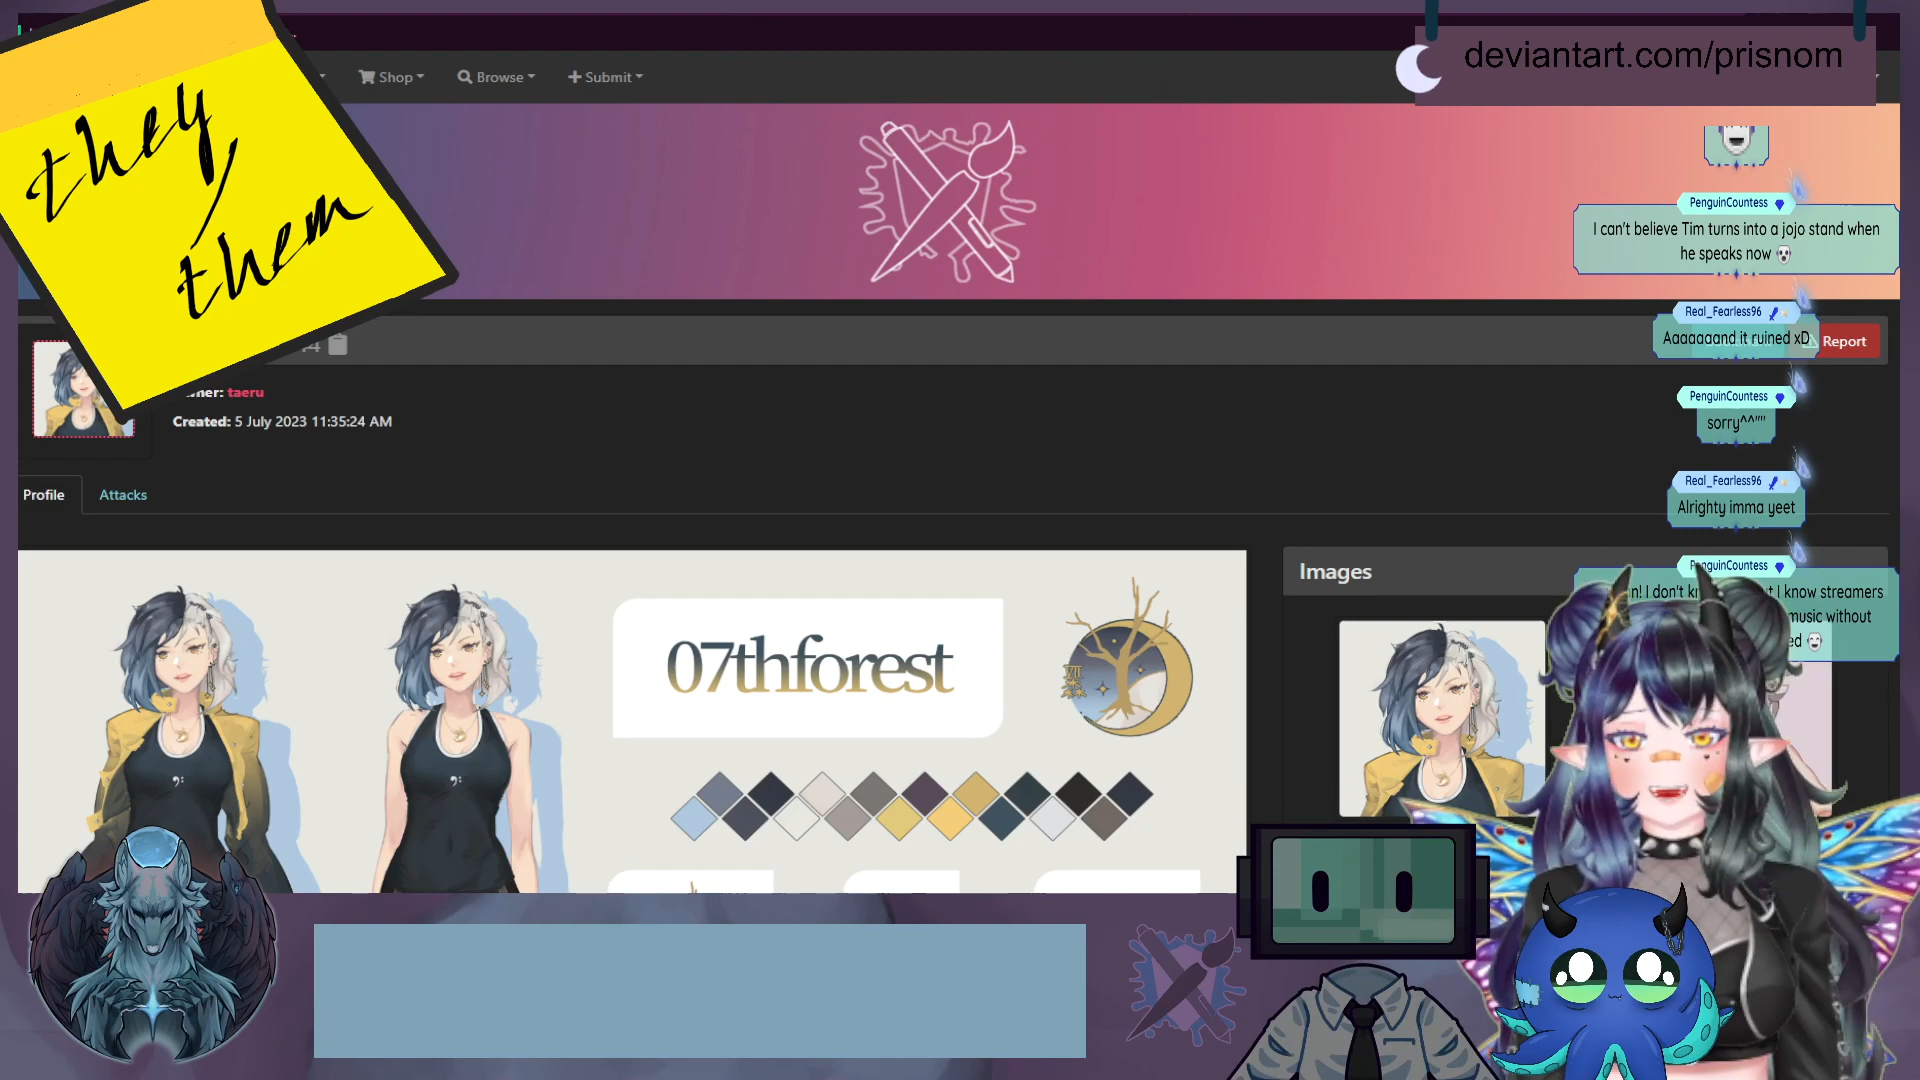 they/
them
Shop
Browse
Submit
deviantart.com/prisnom
PenguinCountess
I can't believe Tim turns into a jojo stand when
he speaks now
Real_Fearless96
Aaaaaaand it ruined xD
Report
PenguinCountess
sorry^^""
Real_Fearless96
Alrighty imma yeet
PenguinCountess
I don't
I know streamers
music without
taeru
Created: 5 July 2023 11:35:24 AM
Profile
Attacks
07thforest
VII
Images